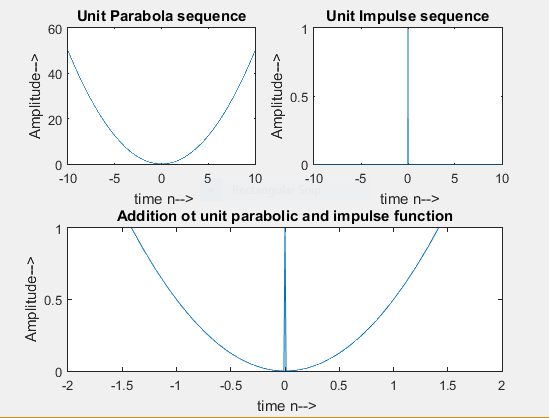 Unit Parabola sequence
60
40
20
0
Amplitude-->
-10 -5 0 5 10
time n-->
Unit Impulse sequence
1
0.5
0
Amplitude-->
-10 -5 0 5 10
time n-->
Rectangular Snip
Addition ot unit parabolic and impulse function
1
0.5
0
Amplitude-->
-2 -1.5 -1 -0.5 0 0.5 1 1.5 2
time n-->